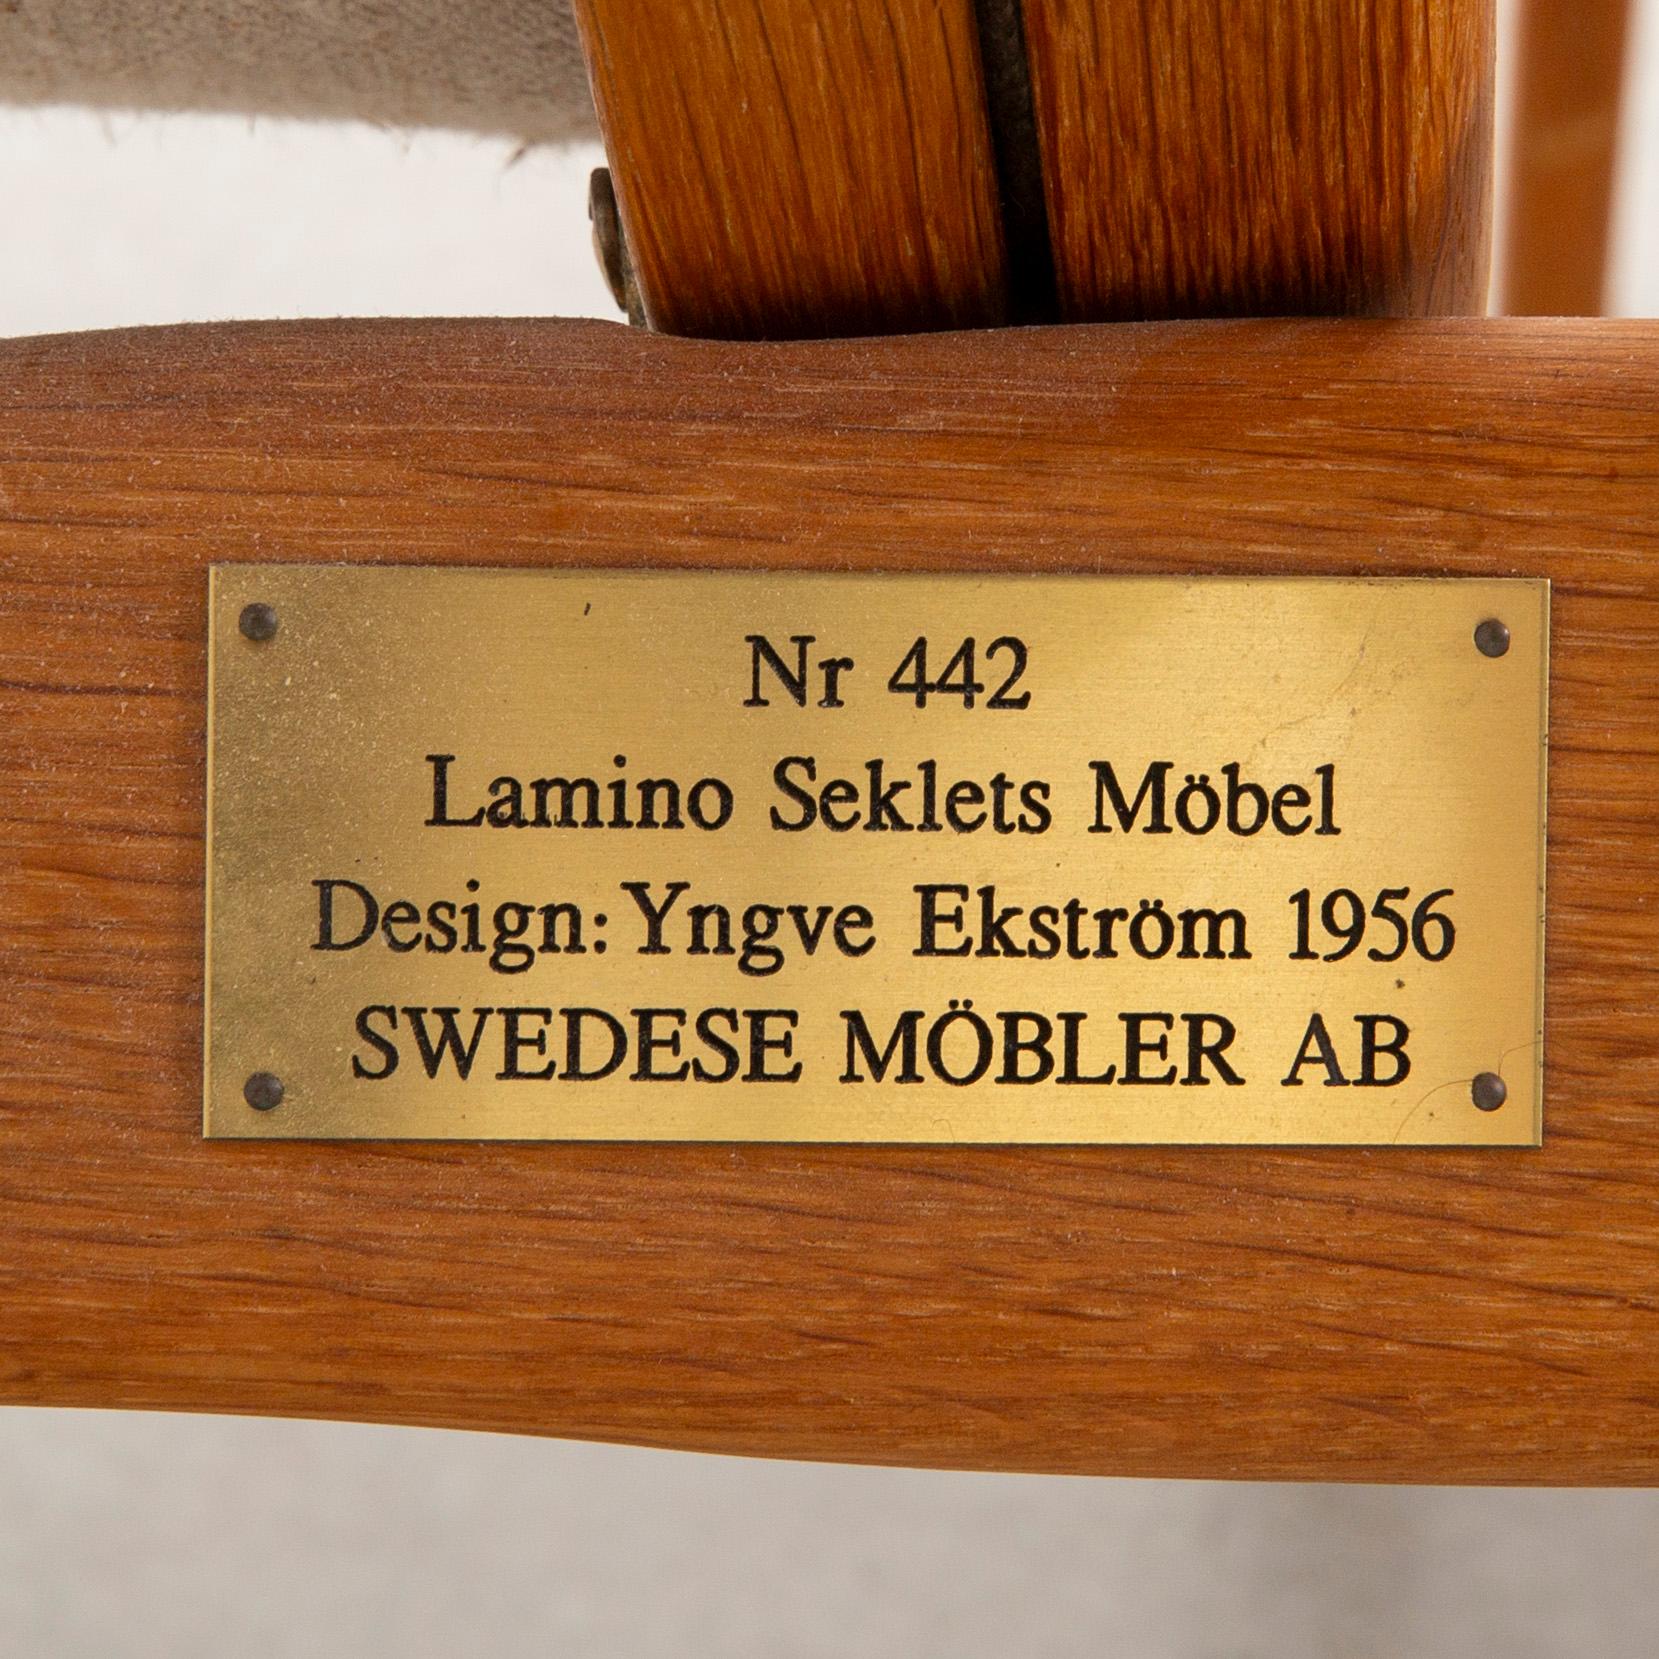 Nr 442
Lamino Seklets Möbel
Design: Yngve Ekström 1956
SWEDESE MÖBLER AB